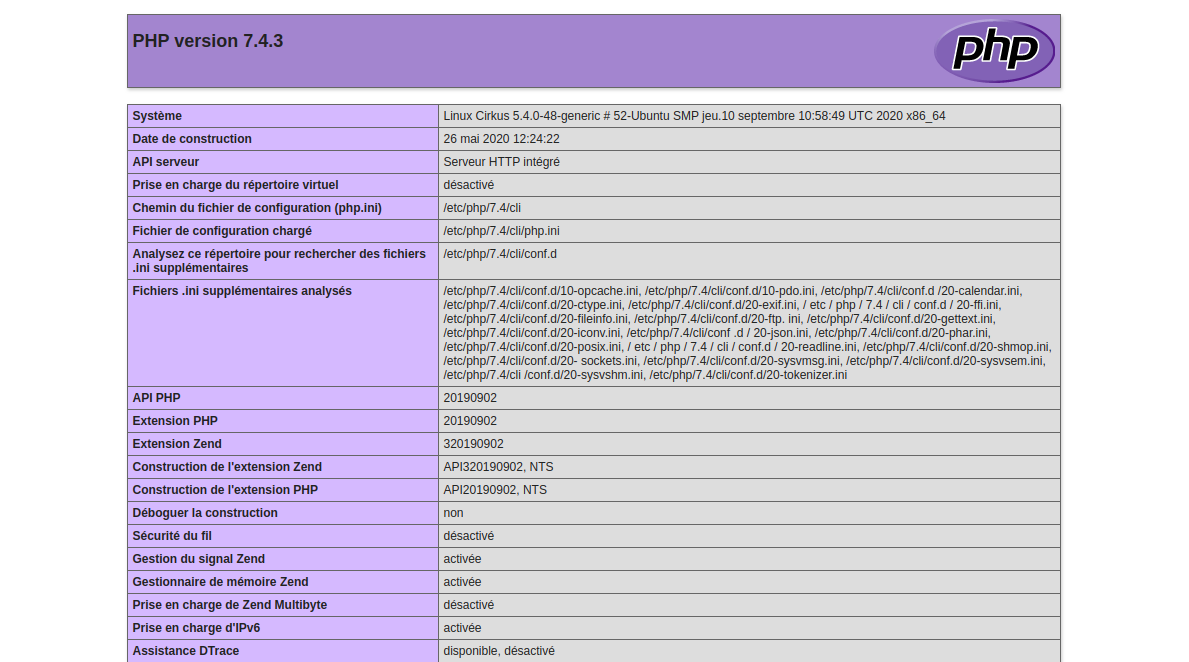 PHP version 7.4.3
php
Système Linux Cirkus 5.4.0-48-generic # 52-Ubuntu SMP jeu.10 septembre 10:58:49 UTC 2020 x86_64
Date de construction 26 mai 2020 12:24:22
API serveur Serveur HTTP intégré
Prise en charge du répertoire virtuel désactivé
Chemin du fichier de configuration (php.ini) /etc/php/7.4/cli
Fichier de configuration chargé /etc/php/7.4/cli/php.ini
Analysez ce répertoire pour rechercher des fichiers /etc/php/7.4/cli/conf.d
.ini supplémentaires
Fichiers .ini supplémentaires analysés /etc/php/7.4/cli/conf.d/10-opcache.ini, /etc/php/7.4/cli/conf.d/10-pdo.ini, /etc/php/7.4/cli/conf.d /20-calendar.ini,
/etc/php/7.4/cli/conf.d/20-ctype.ini, /etc/php/7.4/cli/conf.d/20-exif.ini, / etc / php / 7.4 / cli / conf.d / 20-ffi.ini,
/etc/php/7.4/cli/conf.d/20-fileinfo.ini, /etc/php/7.4/cli/conf.d/20-ftp. ini, /etc/php/7.4/cli/conf.d/20-gettext.ini,
/etc/php/7.4/cli/conf.d/20-iconv.ini, /etc/php/7.4/cli/conf .d / 20-json.ini, /etc/php/7.4/cli/conf.d/20-phar.ini,
/etc/php/7.4/cli/conf.d/20-posix.ini, / etc / php / 7.4 / cli / conf.d / 20-readline.ini, /etc/php/7.4/cli/conf.d/20-shmop.ini,
/etc/php/7.4/cli/conf.d/20- sockets.ini, /etc/php/7.4/cli/conf.d/20-sysvmsg.ini, /etc/php/7.4/cli/conf.d/20-sysvsem.ini,
/etc/php/7.4/cli /conf.d/20-sysvshm.ini, /etc/php/7.4/cli/conf.d/20-tokenizer.ini
API PHP 20190902
Extension PHP 20190902
Extension Zend 320190902
Construction de l'extension Zend API320190902, NTS
Construction de l'extension PHP API20190902, NTS
Déboguer la construction non
Sécurité du fil désactivé
Gestion du signal Zend activée
Gestionnaire de mémoire Zend activée
Prise en charge de Zend Multibyte désactivé
Prise en charge d'IPv6 activée
Assistance DTrace disponible, désactivé